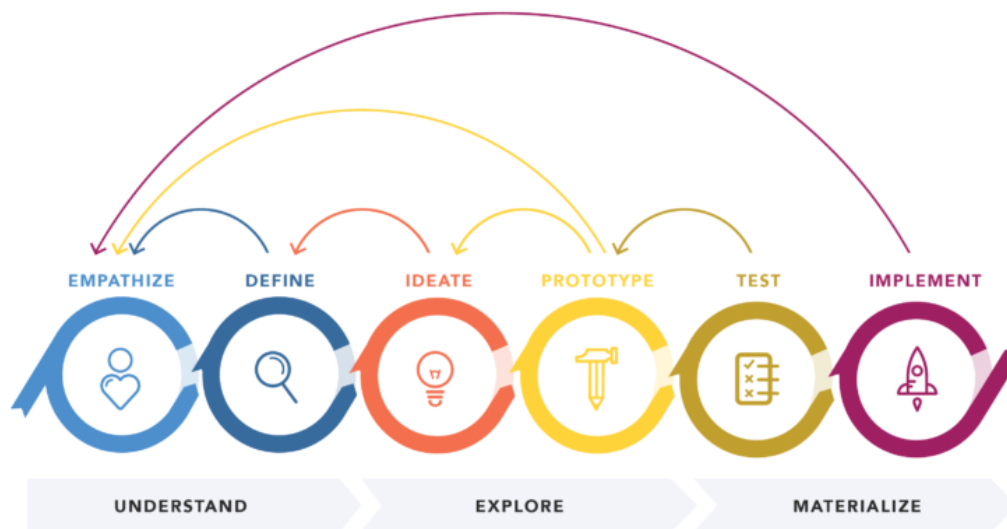 EMPATHIZE
DEFINE
IDEATE
PROTOTYPE
TEST
IMPLEMENT
UNDERSTAND
EXPLORE
MATERIALIZE